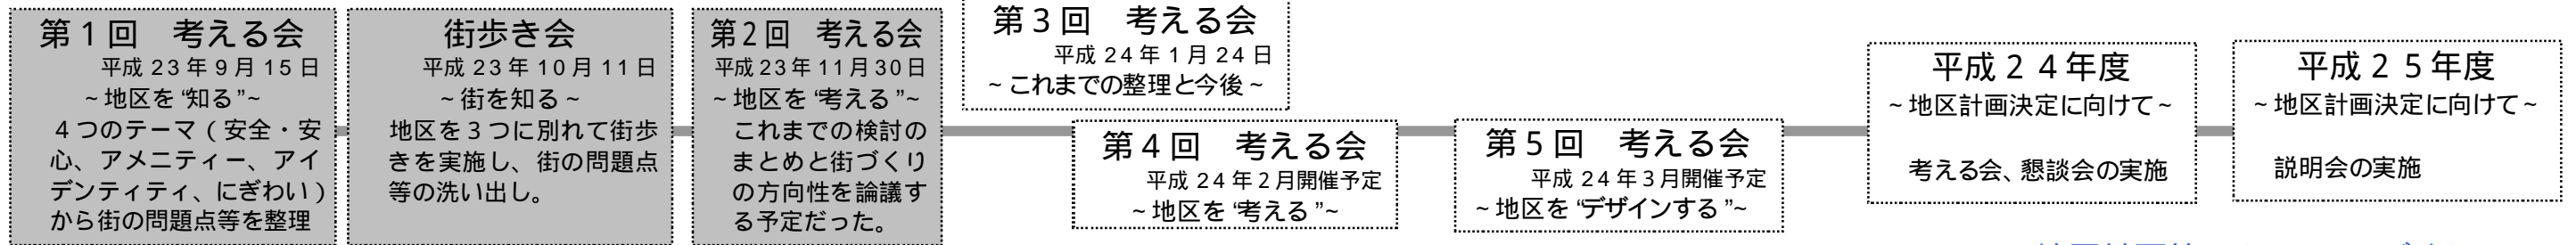 第１回　考える会
平成 23 年 9 月 15 日
~地区を“知る”~
４つのテーマ（安全・安
心、アメニティー、アイ
デンティティ、にぎわい）
から街の問題点等を整理
街歩き会
平成 23 年 10 月 11 日
~街を知る~
地区を３つに別れて街歩
きを実施し、街の問題点
等の洗い出し。
第２回　考える会
平成 23 年 11 月 30 日
~地区を“考える”~
これまでの検討の
まとめと街づくり
の方向性を論議す
る予定だった。
第３回　考える会
平成 24 年 1 月 24 日
~これまでの整理と今後~
第４回　考える会
平成 24 年 2 月開催予定
~地区を“考える”~
第５回　考える会
平成 24 年 3 月開催予定
~地区を“デザインする”~
平成２４年度
~地区計画決定に向けて~
考える会、懇談会の実施
平成２５年度
~地区計画決定に向けて~
説明会の実施